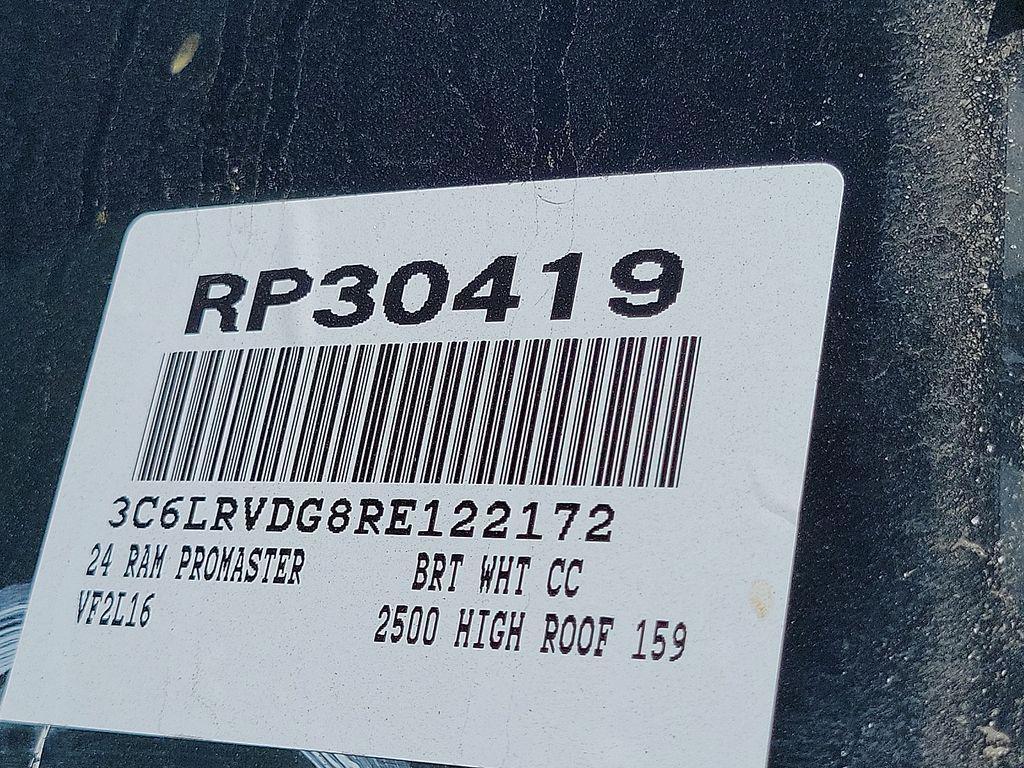 RP30419
3C6LRVDG8RE122172
24 RAM PROMASTER BRT WHT CC
VF2L16 2500 HIGH ROOF 159